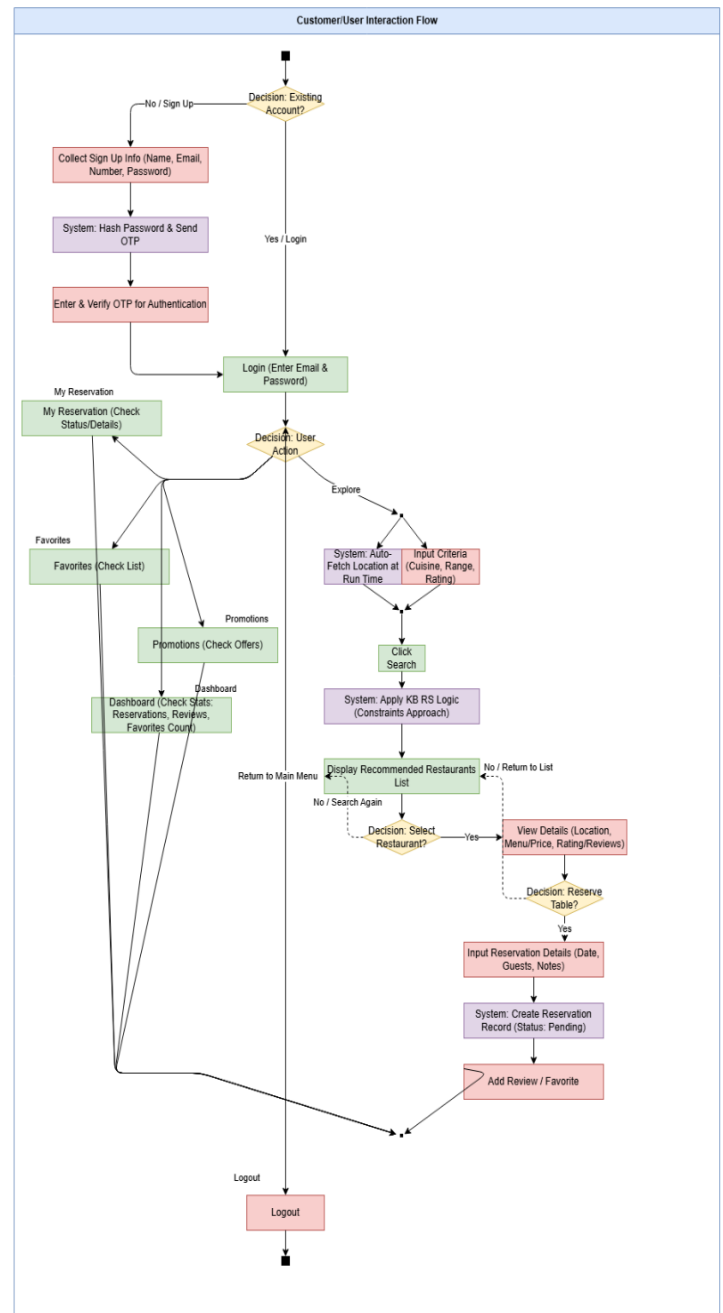 Customer/User Interaction Flow
Decision: Existing
Account?
No / Sign Up
Collect Sign Up Info (Name, Email,
Number, Password)
System: Hash Password & Send
OTP
Yes / Login
Enter & Verify OTP for Authentication
Login (Enter Email &
Password)
My Reservation
My Reservation (Check
Status/Details)
Decision: User
Action
Explore
Favorites
Favorites (Check List)
System: Auto-
Fetch Location at
Run Time
Input Criteria
(Cuisine, Range,
Rating)
Promotions
Promotions (Check Offers)
Click
Search
Dashboard
Dashboard (Check Stats:
Reservations, Reviews,
Favorites Count)
System: Apply KB RS Logic
(Constraints Approach)
Return to Main Menu
Display Recommended Restaurants
List
No / Return to List
No / Search Again
Decision: Select
Restaurant?
Yes
View Details (Location,
Menu/Price, Rating/Reviews)
Decision: Reserve
Table?
Yes
Input Reservation Details (Date,
Guests, Notes)
System: Create Reservation
Record (Status: Pending)
Add Review / Favorite
Logout
Logout